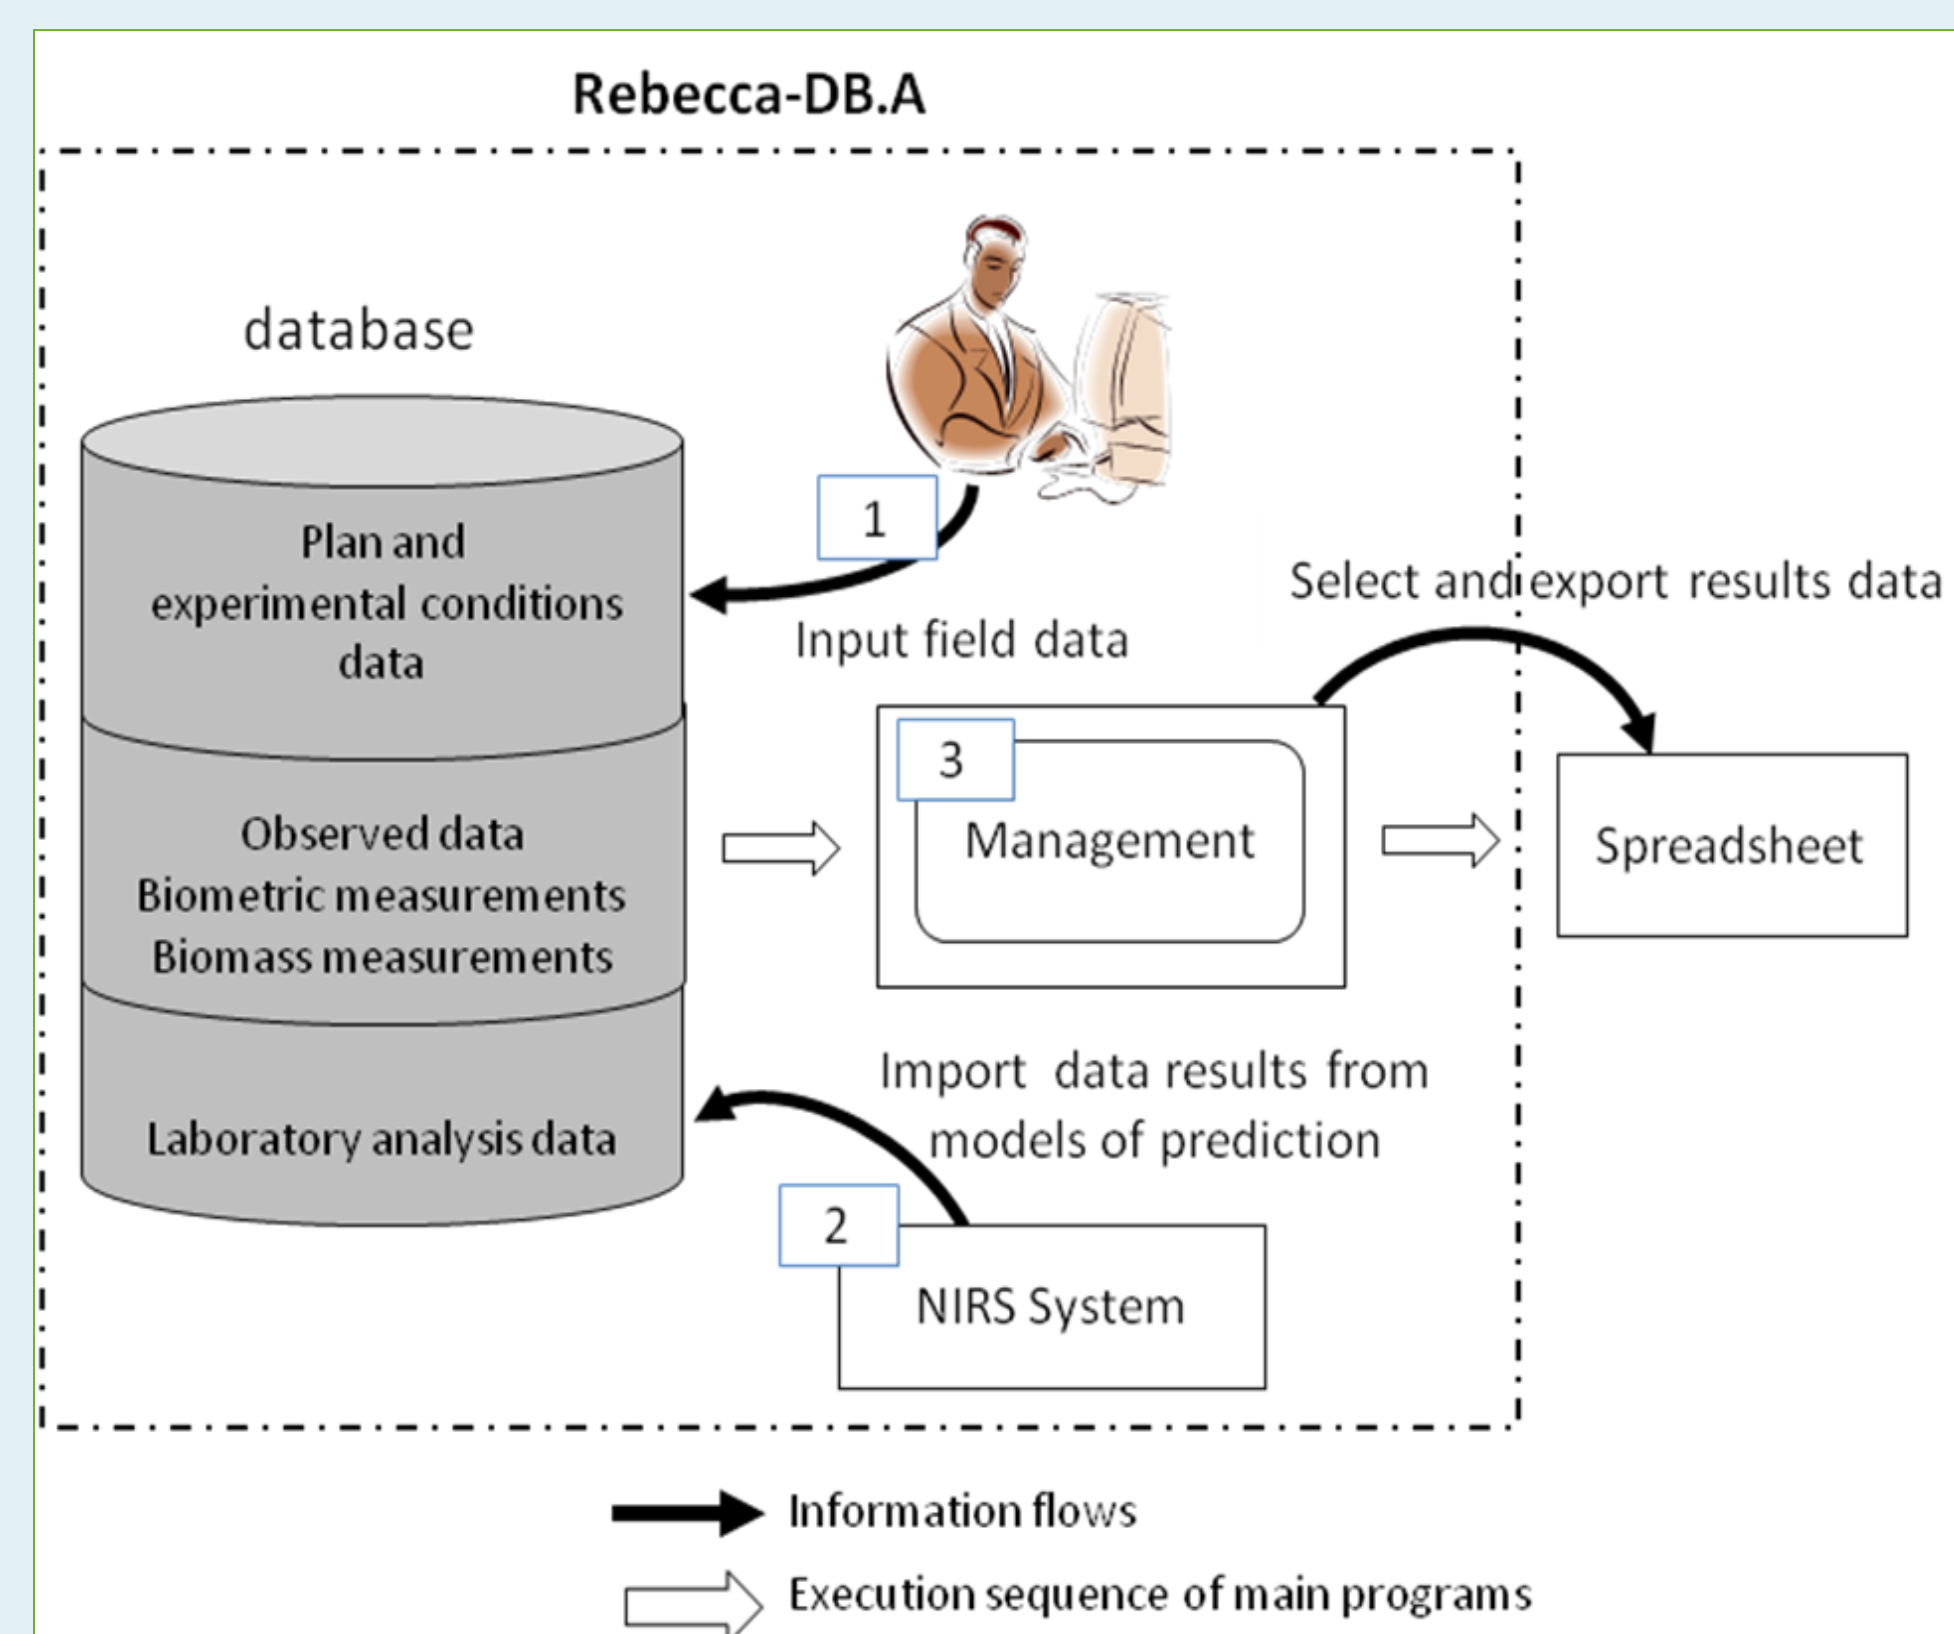 Rebecca-DB.A
database
Plan and
experimental conditions
data
1
Input field data
Select and export results data
Observed data
Biometric measurements
Biomass measurements
3
Management
Spreadsheet
Import data results from
models of prediction
Laboratory analysis data
2
NIRS System
Information flows
Execution sequence of main programs